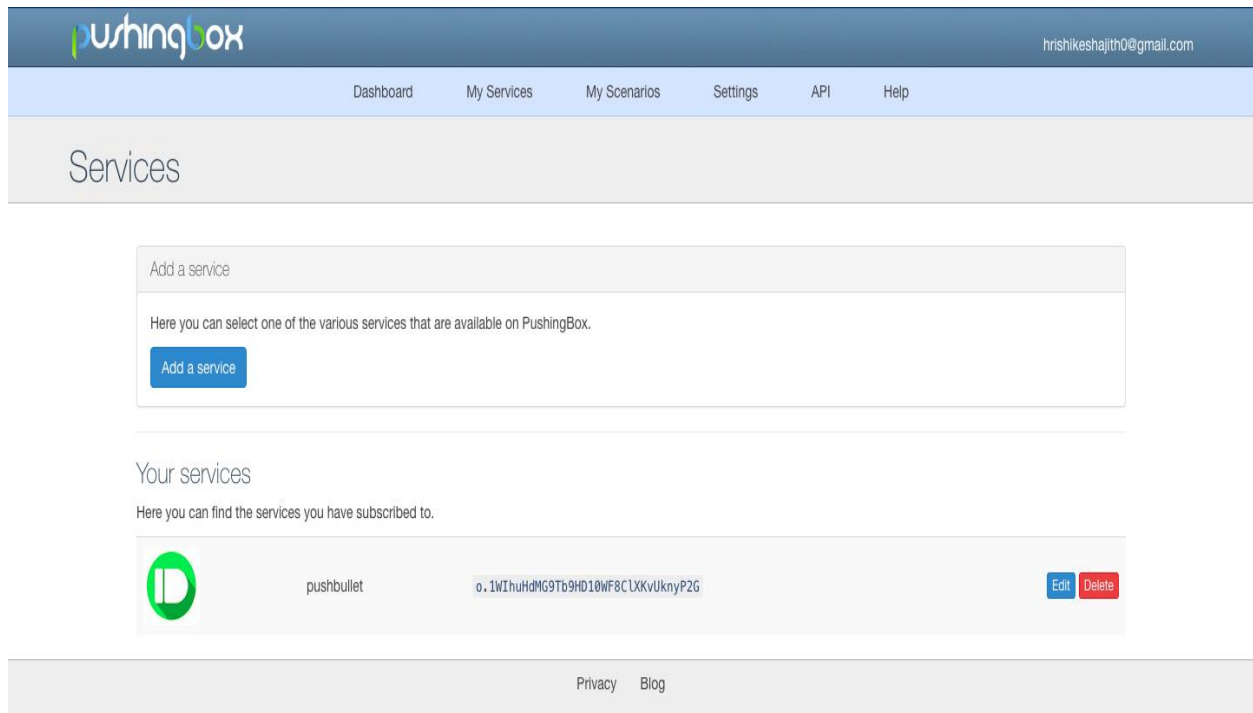 pushingbox
hrishikeshajith0@gmail.com
Dashboard My Services My Scenarios Settings API Help
Services
Add a service
Here you can select one of the various services that are available on PushingBox.
Add a service
Your services
Here you can find the services you have subscribed to.
pushbullet o.1WIhuHdMG9Tb9HD10WF8ClXKvUknyP2G Edit Delete
Privacy Blog